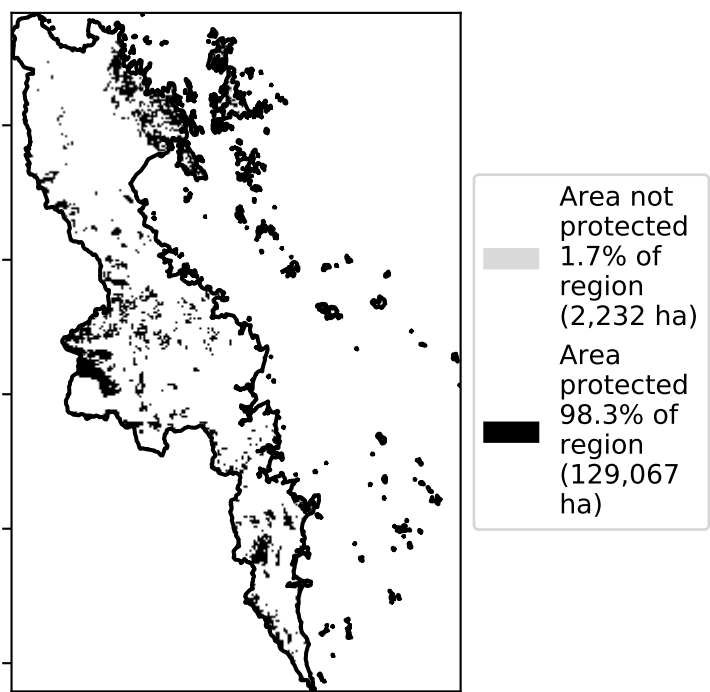 Area not
protected
1.7% of
region
(2,232 ha)
Area
protected
98.3% of
region
(129,067
ha)